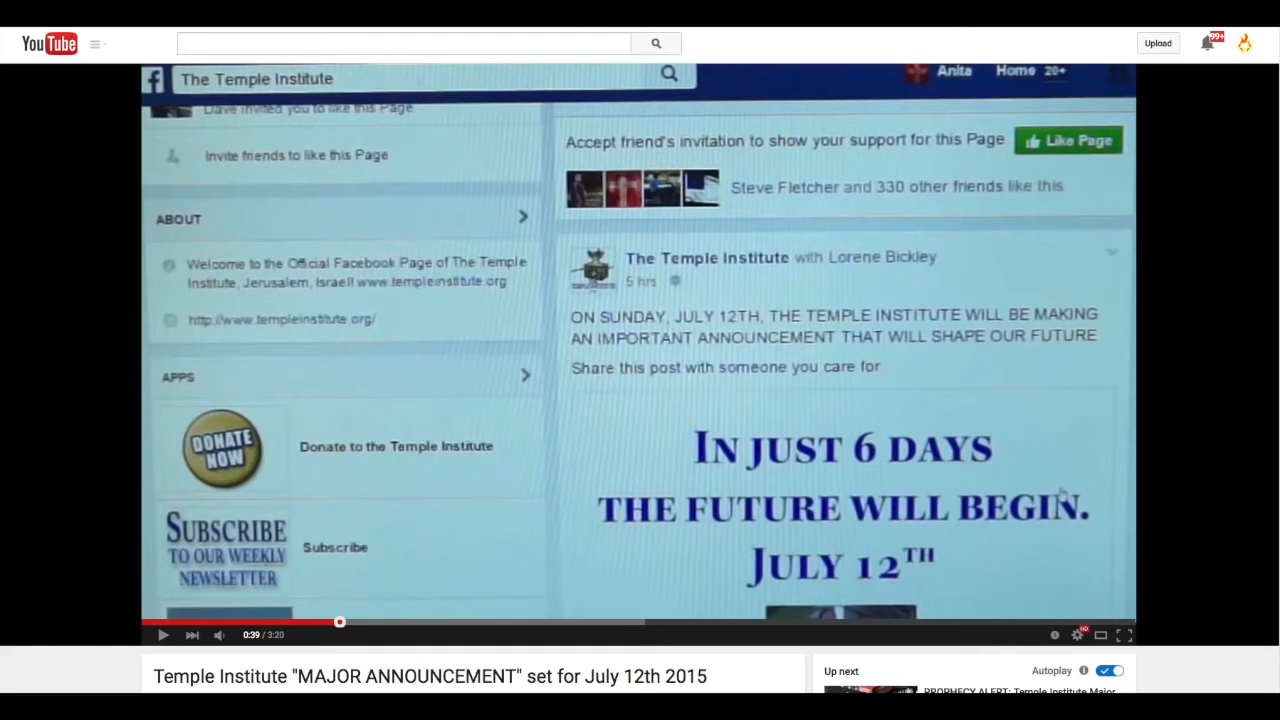 YouTube
Upload
99+
The Temple Institute
Anita
Home 20+
Dave invited you to like this Page
Invite friends to like this Page
ABOUT
Welcome to the Official Facebook Page of The Temple
Institute, Jerusalem, Israel! www.templeinstitute.org
http://www.templeinstitute.org/
APPS
DONATE
NOW
Donate to the Temple Institute
SUBSCRIBE
TO OUR WEEKLY
NEWSLETTER
Subscribe
Accept friend's invitation to show your support for this Page
Like Page
Steve Fletcher and 330 other friends like this
The Temple Institute with Lorene Bickley
5 hrs
ON SUNDAY, JULY 12TH, THE TEMPLE INSTITUTE WILL BE MAKING
AN IMPORTANT ANNOUNCEMENT THAT WILL SHAPE OUR FUTURE
Share this post with someone you care for
IN JUST 6 DAYS
THE FUTURE WILL BEGIN.
JULY 12TH
0:39 / 3:20
HD
Temple Institute "MAJOR ANNOUNCEMENT" set for July 12th 2015
Up next
Autoplay
PROPHECY ALERT: Temple Institute Major